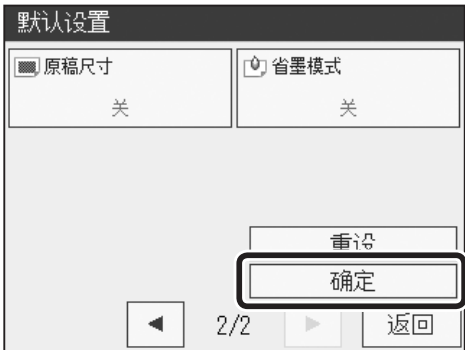 默认设置
原稿尺寸 省墨模式
关 关
重设
确定
2/2 返回